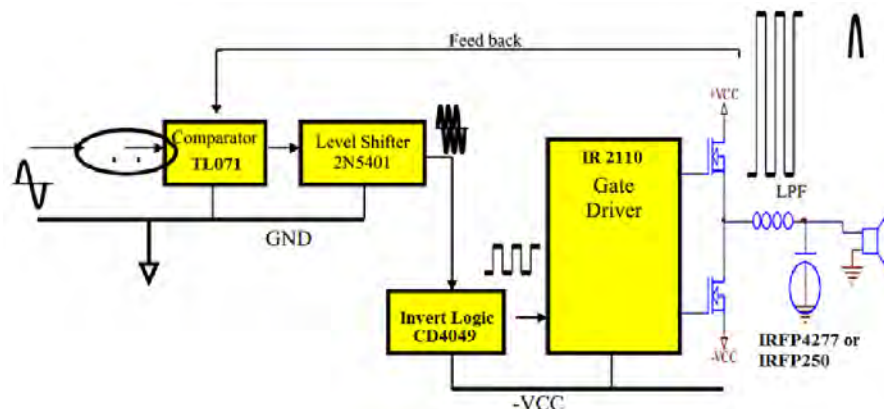 Feed back
+VCC
Comparator
TL071
Level Shifter
2N5401
IR 2110
Gate
Driver
LPF
GND
Invert Logic
CD4049
IRFP4277 or
IRFP250
-VCC
-VCC